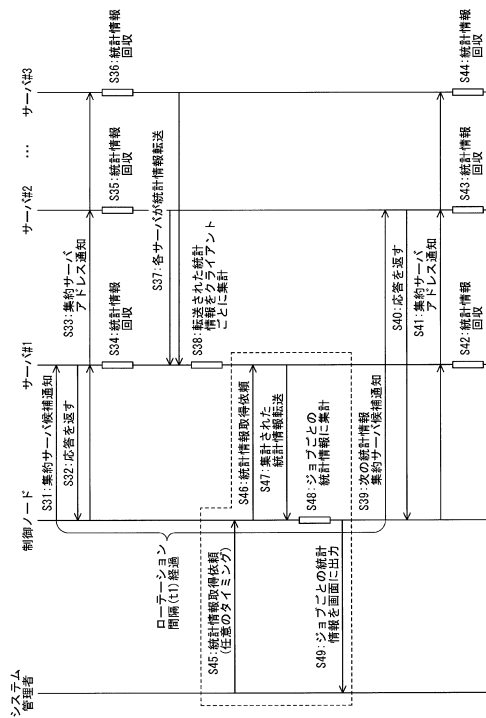 システム
管理者
制御ノード
サーバ#1
サーバ#2
…
サーバ#3
S31:集約サーバ候補通知
S32:応答を返す
S33:集約サーバ
アドレス通知
S34:統計情報
回収
S35:統計情報
回収
S36:統計情報
回収
S37:各サーバが統計情報転送
S38:転送された統計
情報をクライアント
ごとに集計
ローテーション
間隔(t1)経過
S45:統計情報取得依頼
(任意のタイミング)
S46:統計情報取得依頼
S47:集計された
統計情報転送
S48:ジョブごとの
統計情報に集計
S49:ジョブごとの統計
情報を画面に出力
S39:次の統計情報
集約サーバ候補通知
S40:応答を返す
S41:集約サーバ
アドレス通知
S42:統計情報
回収
S43:統計情報
回収
S44:統計情報
回収